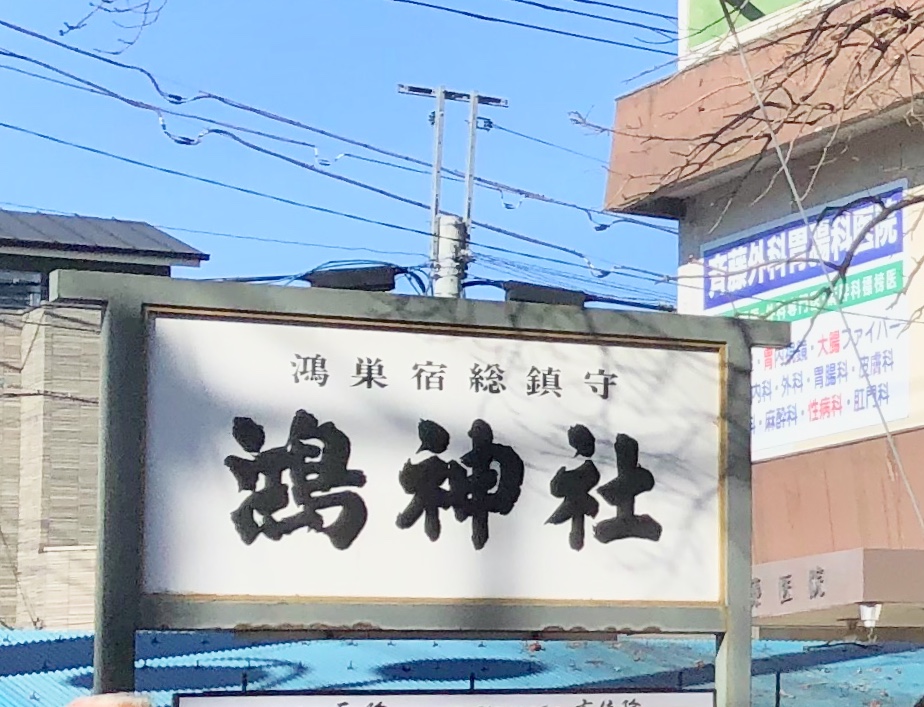 鴻巣宿総鎮守
鴻神社
斉藤外科胃腸科医院
胃内視鏡・大腸ファイバー
内科・外科・胃腸科・皮膚科
・麻酔科・性病科・肛門科
医院